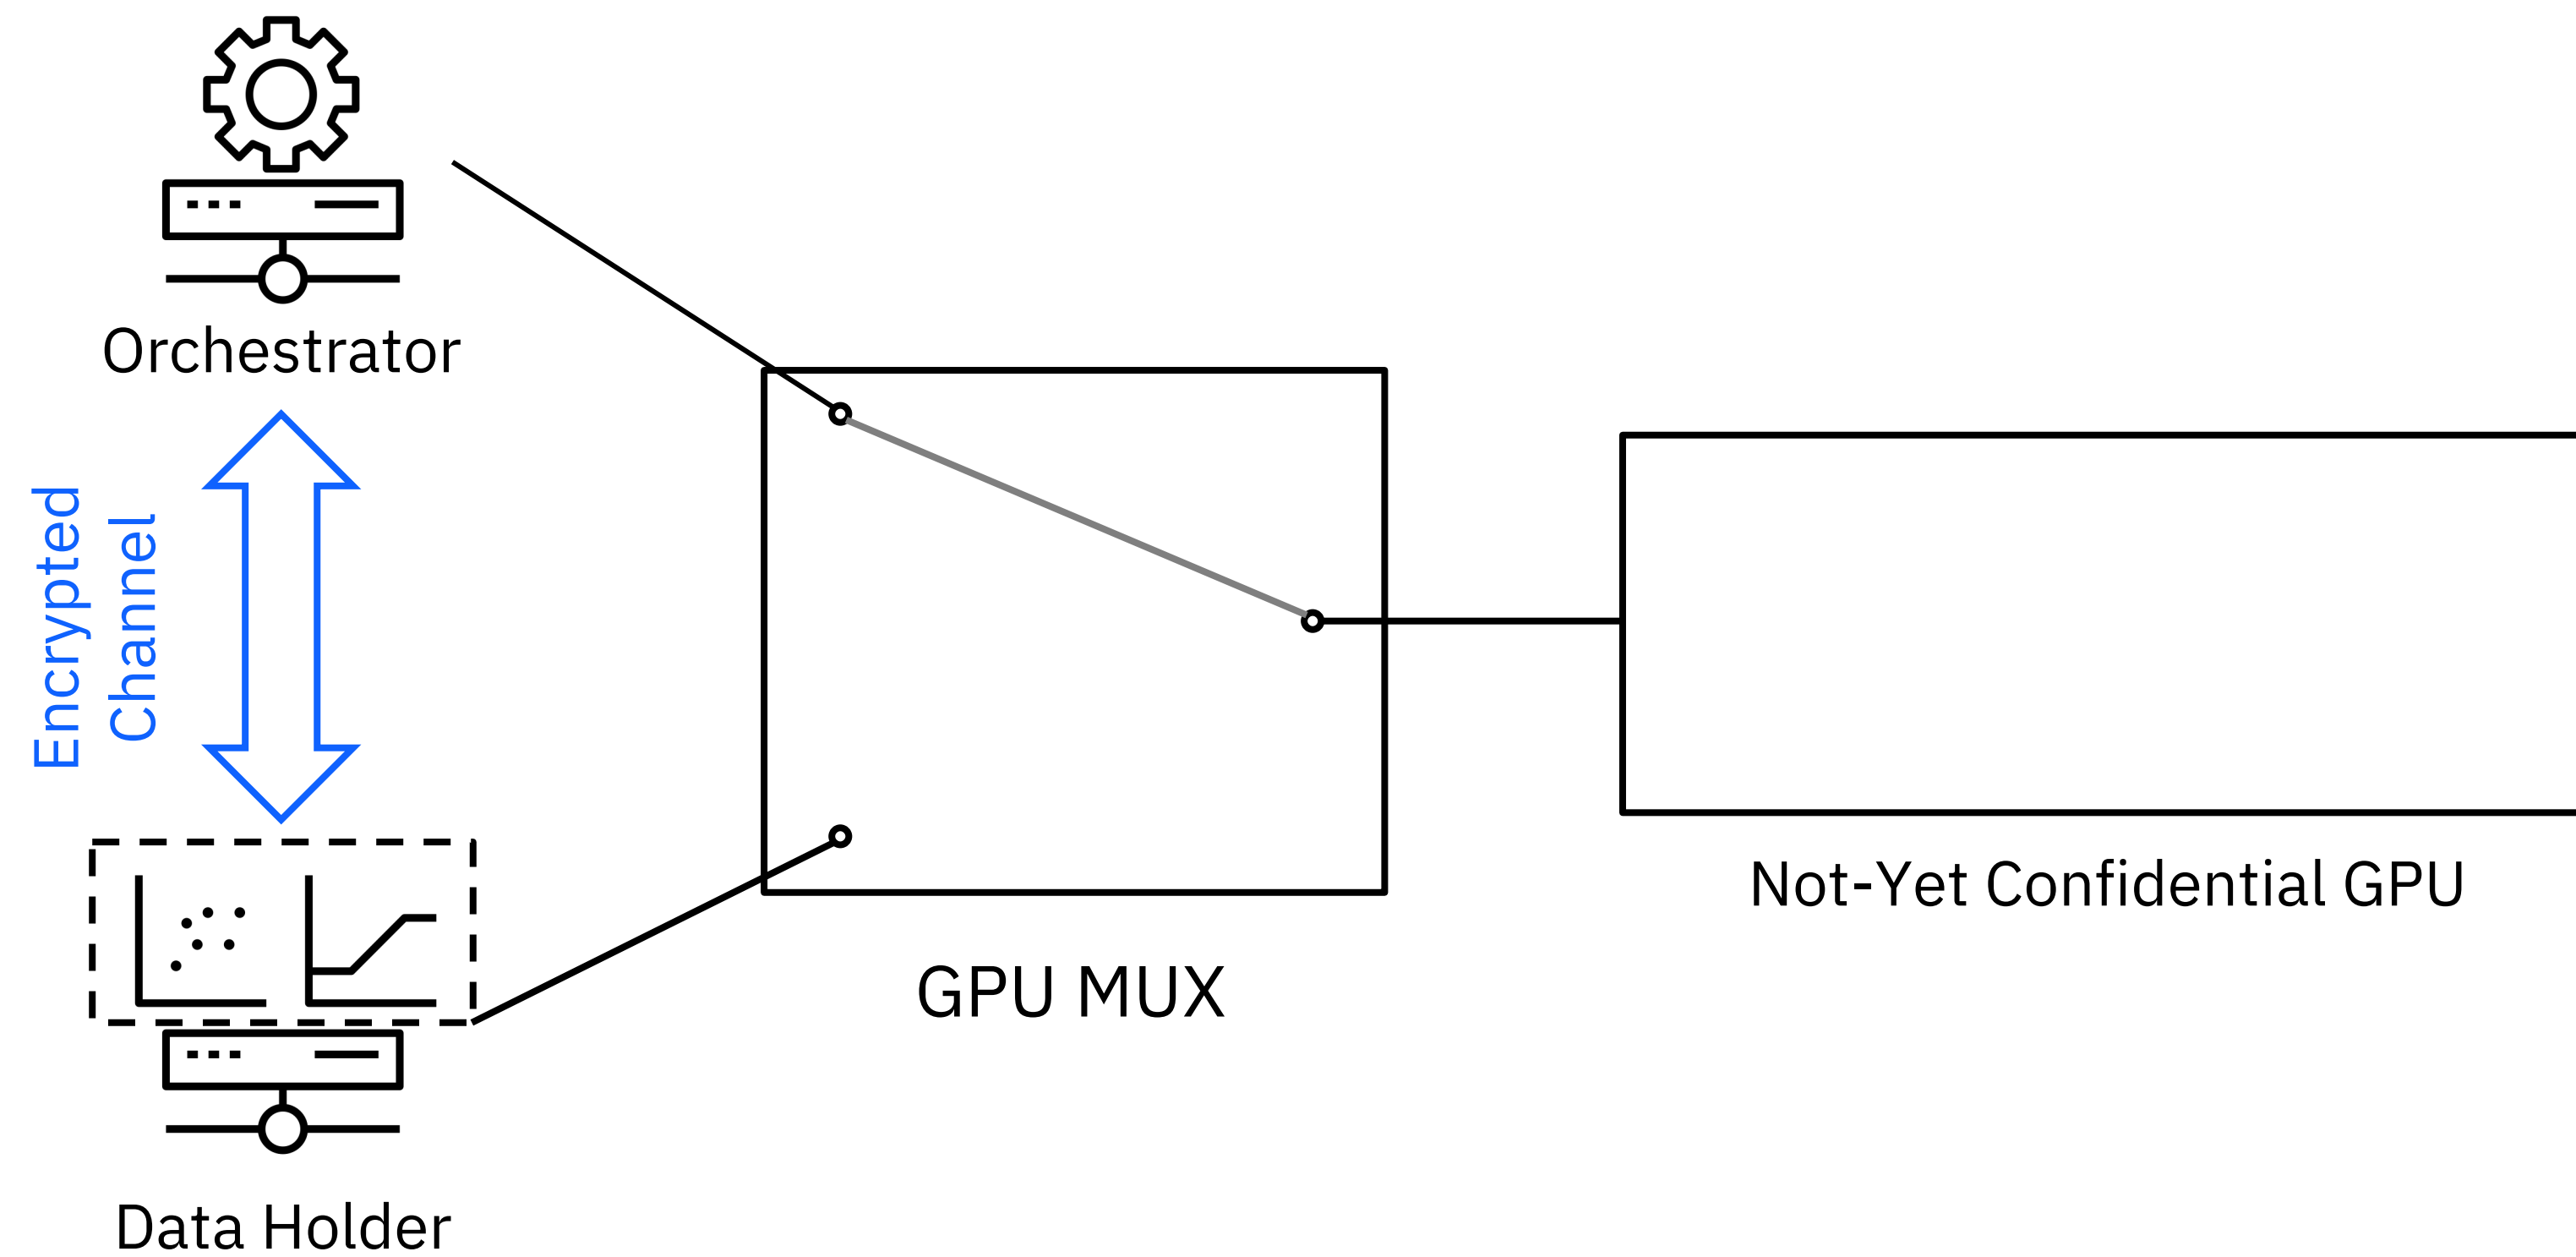 Orchestrator
Encrypted
Channel
Not-Yet Confidential GPU
GPU MUX
Data Holder